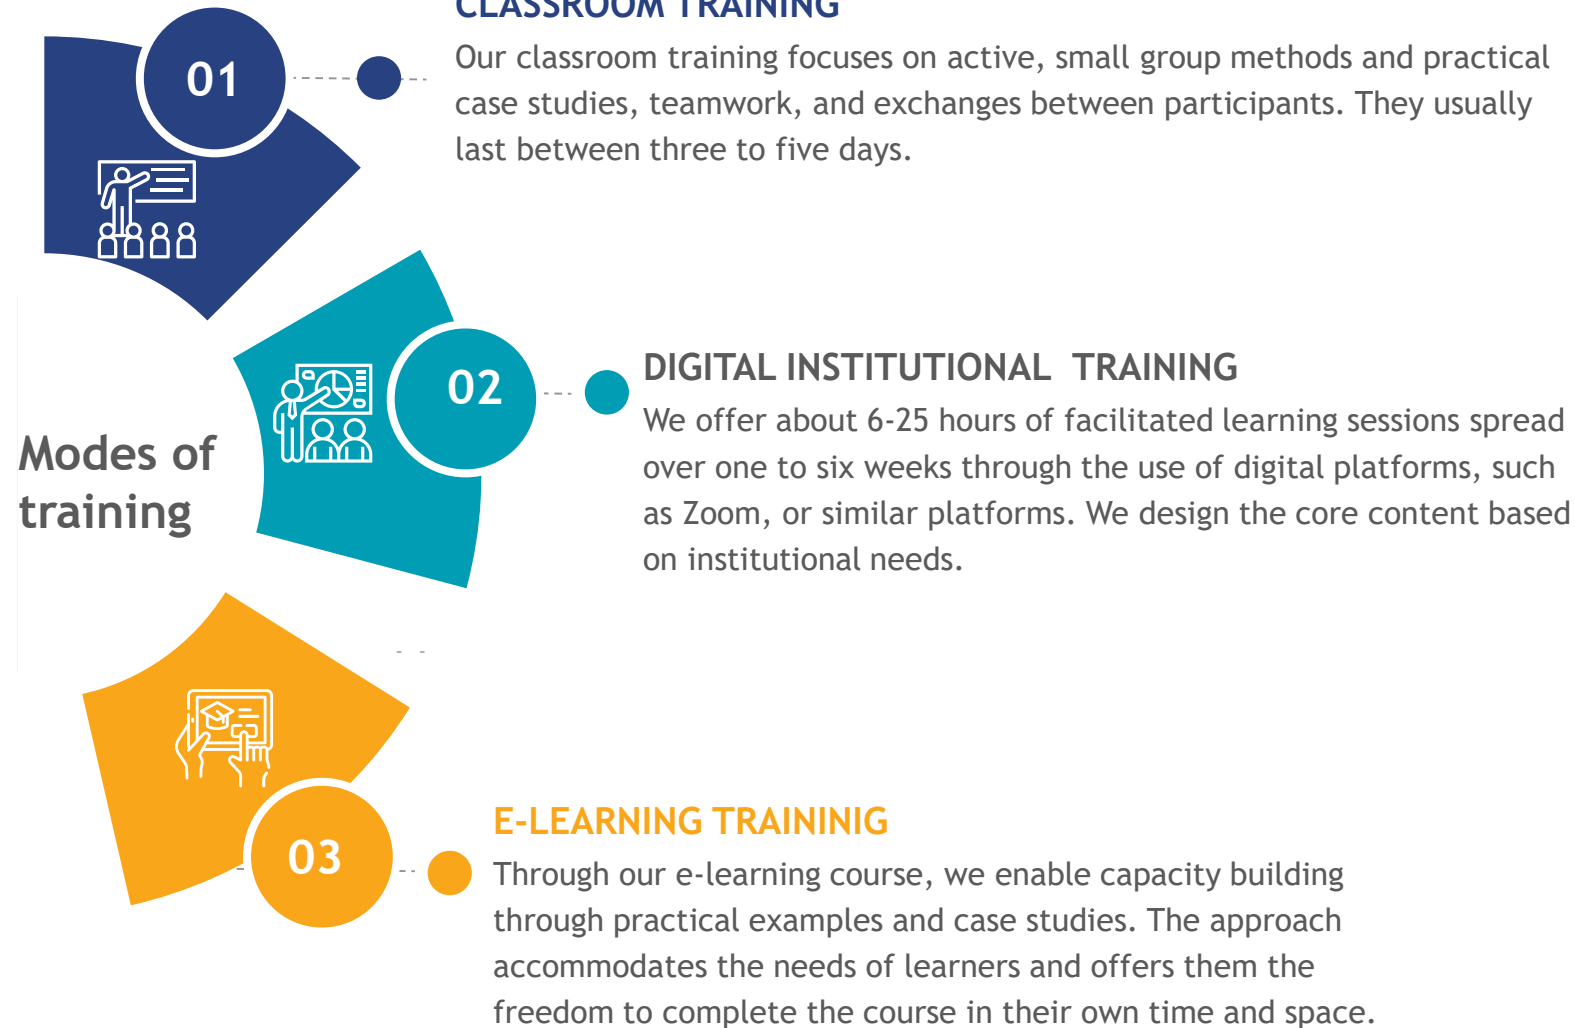 CLASSROOM TRAINING
01
Our classroom training focuses on active, small group methods and practical
case studies, teamwork, and exchanges between participants. They usually
last between three to five days.
Modes of
training
02
DIGITAL INSTITUTIONAL TRAINING
We offer about 6-25 hours of facilitated learning sessions spread
over one to six weeks through the use of digital platforms, such
as Zoom, or similar platforms. We design the core content based
on institutional needs.
03
E-LEARNING TRAININIG
Through our e-learning course, we enable capacity building
through practical examples and case studies. The approach
accommodates the needs of learners and offers them the
freedom to complete the course in their own time and space.